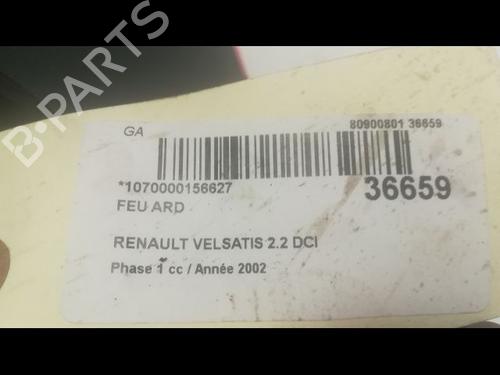 B-PARTS
GA
80900801 36659
*1070000156627
36659
FEU ARD
RENAULT VELSATIS 2.2 DCI
Phase 1 cc / Année 2002